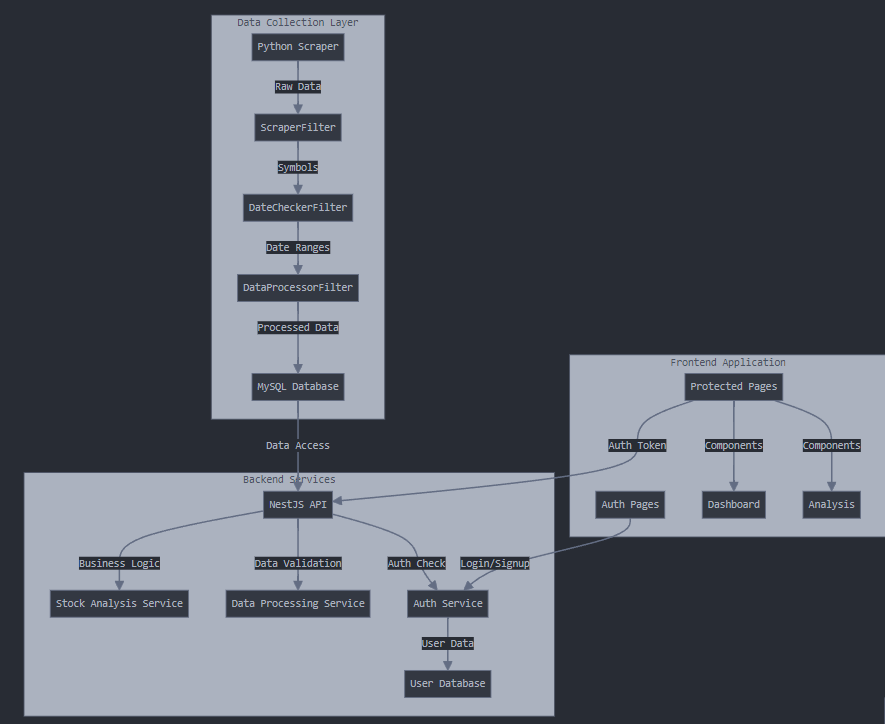 Data Collection Layer
Python Scraper
Raw Data
ScraperFilter
Symbols
DateCheckerFilter
Date Ranges
DataProcessorFilter
Processed Data
MySQL Database
Data Access
Frontend Application
Protected Pages
Auth Token
Components
Components
Auth Pages
Dashboard
Analysis
Backend Services
NestJS API
Business Logic
Data Validation
Auth Check
Login/Signup
Stock Analysis Service
Data Processing Service
Auth Service
User Data
User Database